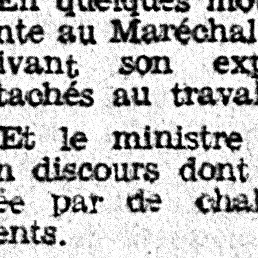 En quelques mo
nte au Maréchal
ivant son exp
tachés au traval
Et le ministre
n discours dont
ée par de chal
ents.